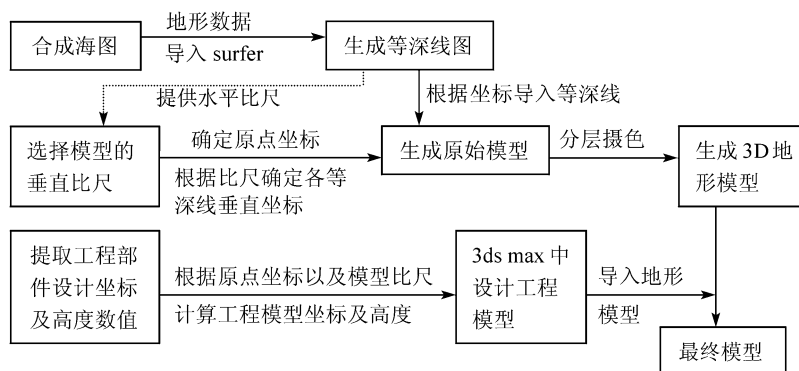 合成海图
地形数据
导入 surfer
生成等深线图
提供水平比尺
根据坐标导入等深线
选择模型的
垂直比尺
确定原点坐标
根据比尺确定各等
深线垂直坐标
生成原始模型
分层摄色
生成 3D 地
形模型
提取工程部
件设计坐标
及高度数值
根据原点坐标以及模型比尺
计算工程模型坐标及高度
3ds max 中
设计工程
模型
导入地形
模型
最终模型